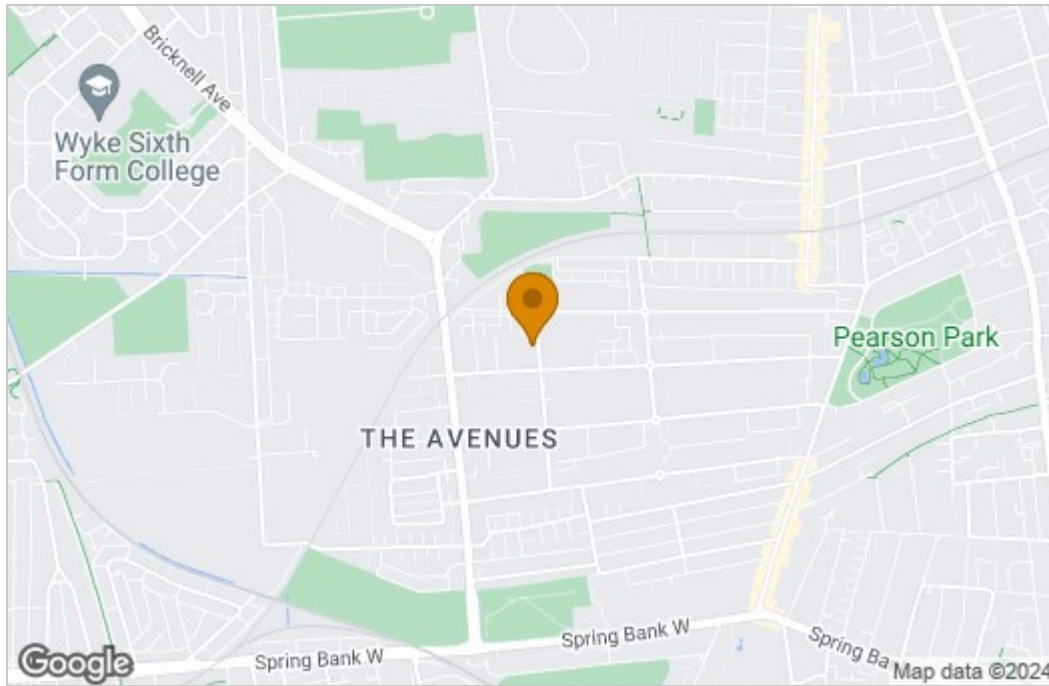 Bricknell Ave
Wyke Sixth
Form College
Pearson Park
THE AVENUES
Spring Bank W
Spring Bank W
Spring Ba
Google
Map data ©2024